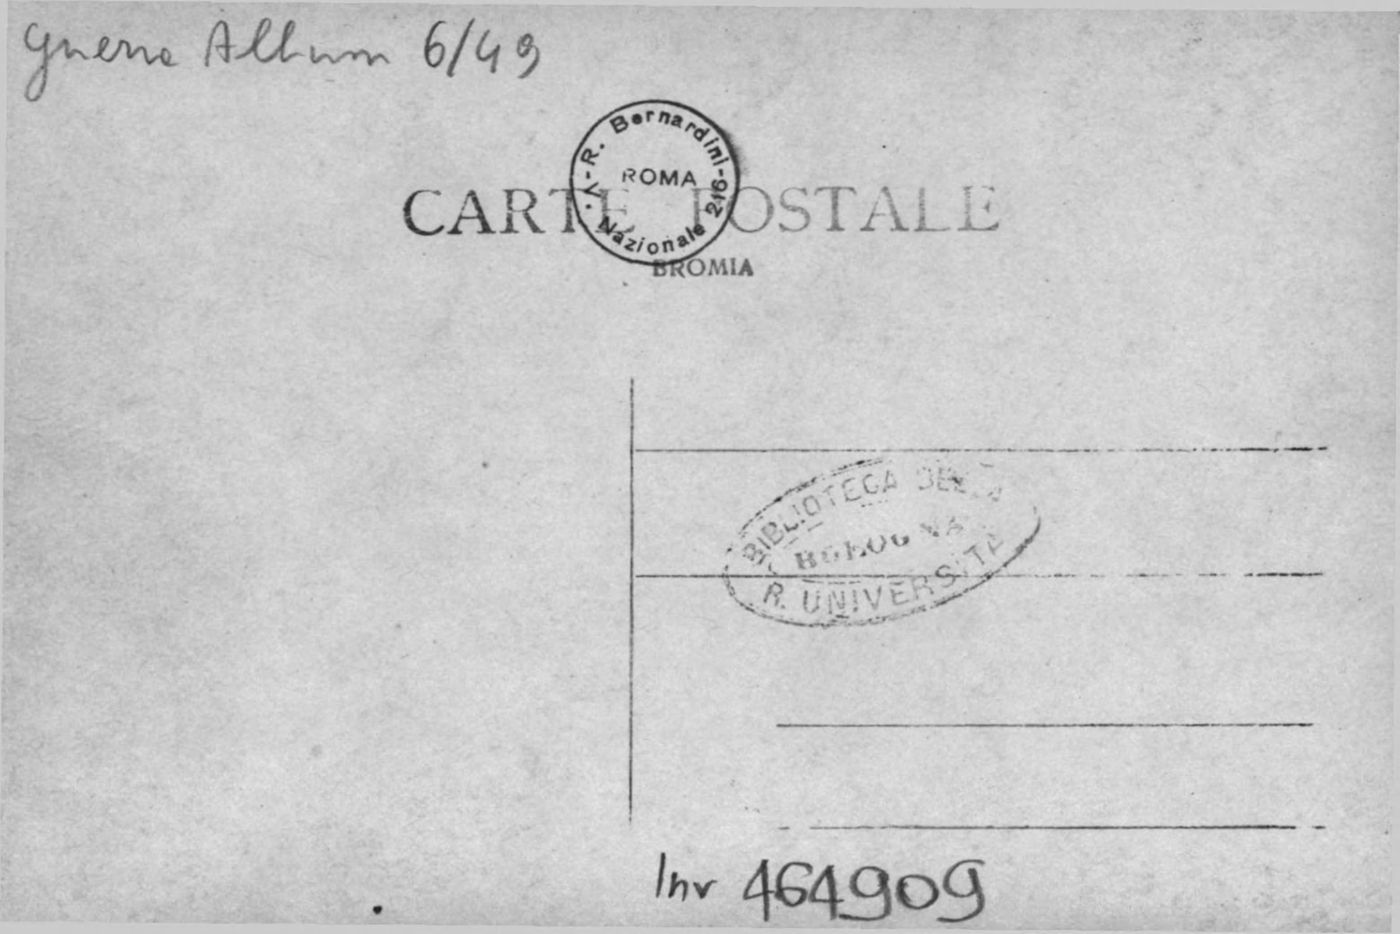 Guerra Album 6/49
R. Bernardini - V. Nazionale 216 -
ROMA
CARTE POSTALE
BROMIA
BIBLIOTECA DELLA
BOLOGNA
R. UNIVERSITÀ
Inv 464909